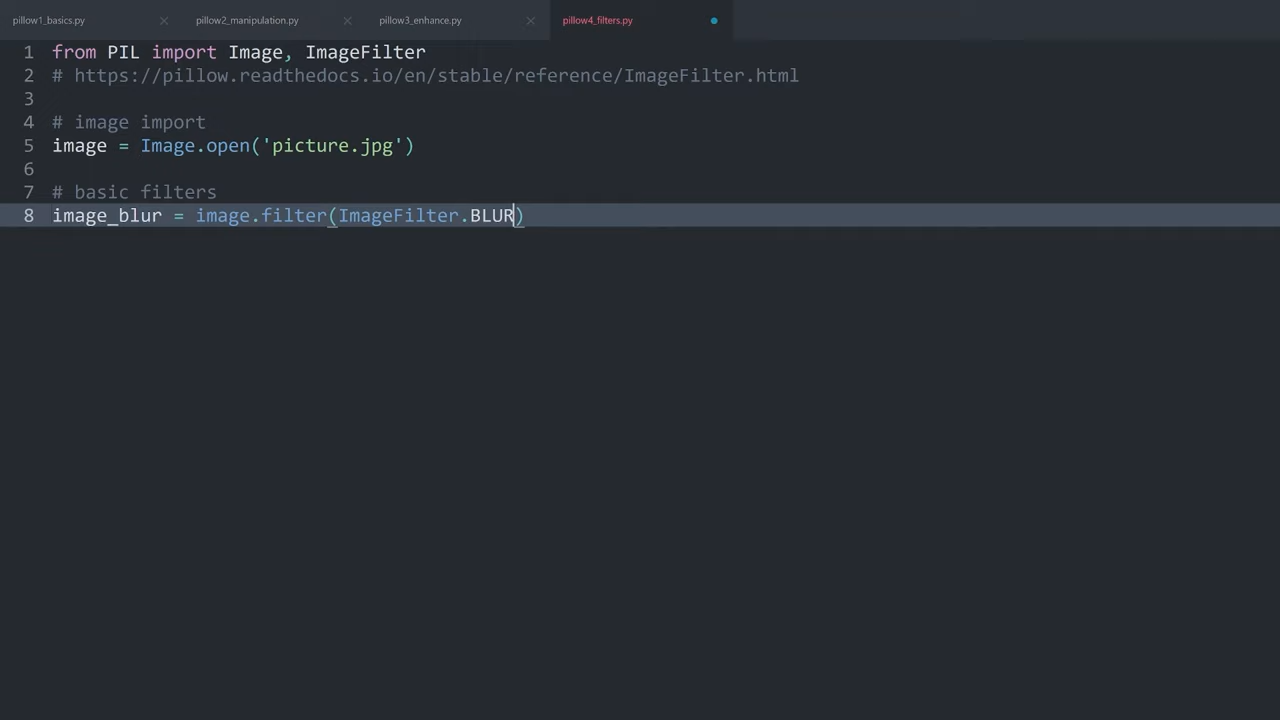 pillow1_basics.py pillow2_manipulation.py pillow3_enhance.py pillow4_filters.py
1 from PIL import Image, ImageFilter
2 # https://pillow.readthedocs.io/en/stable/reference/ImageFilter.html
3
4 # image import
5 image = Image.open('picture.jpg')
6
7 # basic filters
8 image_blur = image.filter(ImageFilter.BLUR)